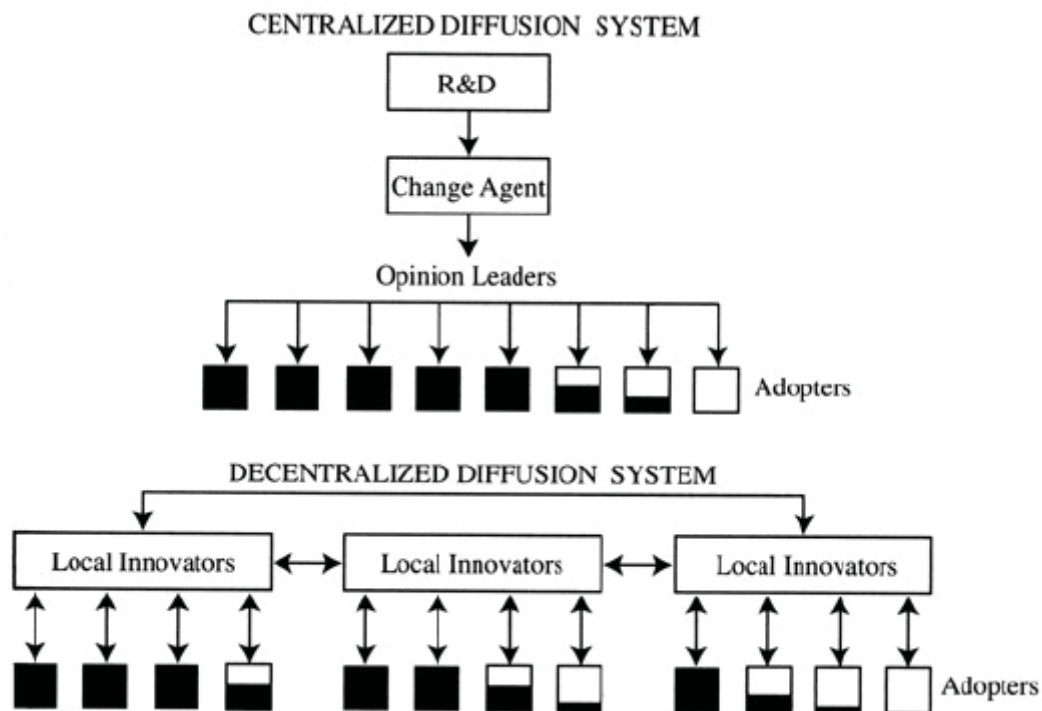 CENTRALIZED DIFFUSION SYSTEM
R&D
Change Agent
Opinion Leaders
Adopters
DECENTRALIZED DIFFUSION SYSTEM
Local Innovators
Local Innovators
Local Innovators
Adopters